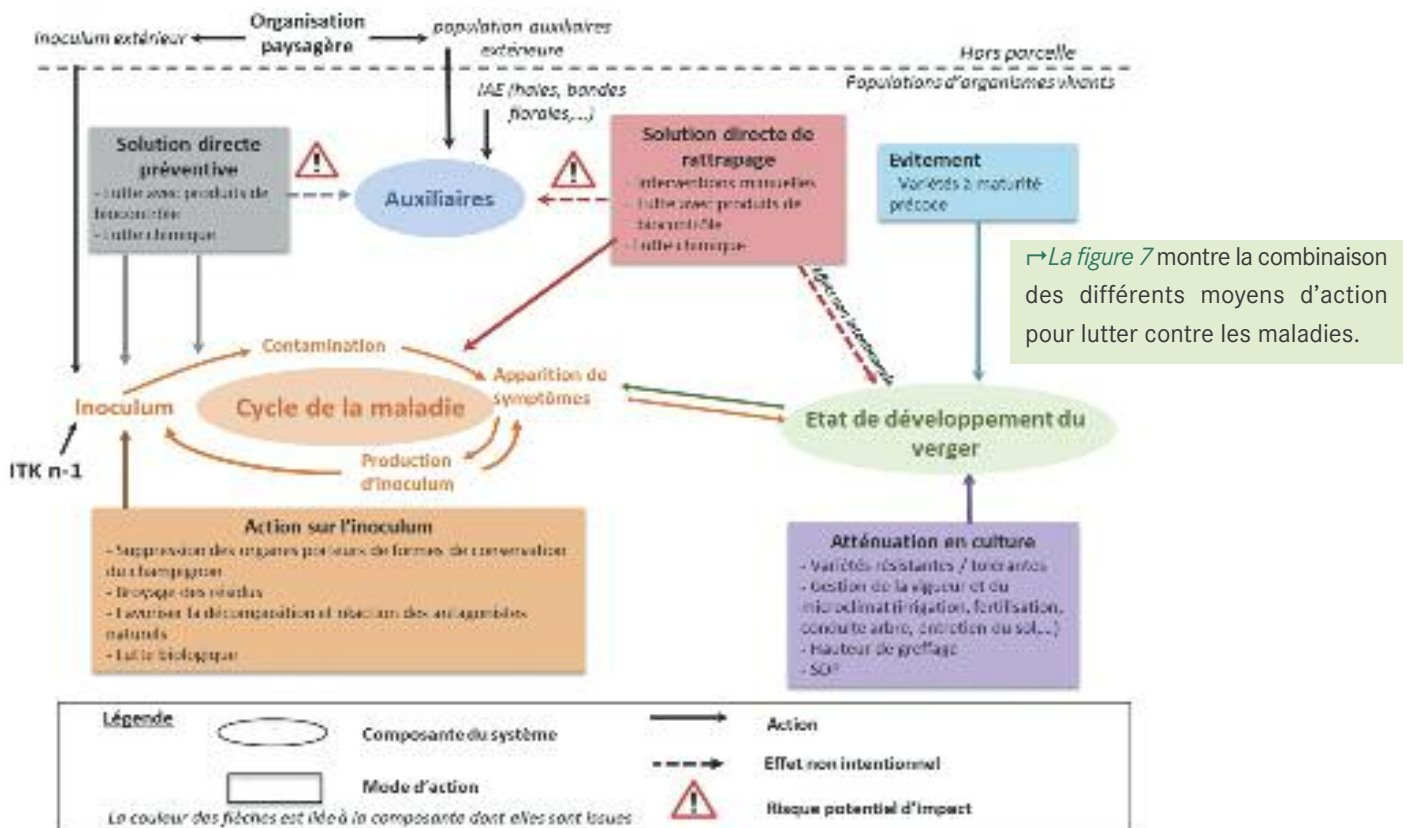 Organisation
paysagère
Inoculum extérieur
population auxiliaires
extérieure
Hors parcelle
Populations d'organismes vivants
IAE (haies, bandes
florales,...)
Solution directe
préventive
- Lutte avec produits de
biocontrôle
- Lutte chimique
Auxiliaires
Solution directe de
rattrapage
- Interventions manuelles
- Lutte avec produits de
biocontrôle
- Lutte chimique
Evitement
Variétés à maturité
précoce
↱La figure 7 montre la combinaison
des différents moyens d'action
pour lutter contre les maladies.
Effet non intentionnel
Contamination
Inoculum
Cycle de la maladie
Apparition de
symptômes
Production
d'inoculum
ITK n-1
Etat de développement du
verger
Action sur l'inoculum
- Suppression des organes porteurs de formes de conservation
du champignon
- Broyage des résidus
- Favoriser la décomposition et réaction des antagonistes
naturels
- Lutte biologique
Atténuation en culture
- Variétés résistantes / tolérantes
- Gestion de la vigueur et du
microclimat (irrigation, fertilisation,
conduite arbre, entretien du sol,...)
- Hauteur de greffage
- SDP
Légende
Composante du système
Mode d'action
Action
Effet non intentionnel
Risque potentiel d'impact
La couleur des flèches est liée à la composante dont elles sont issues